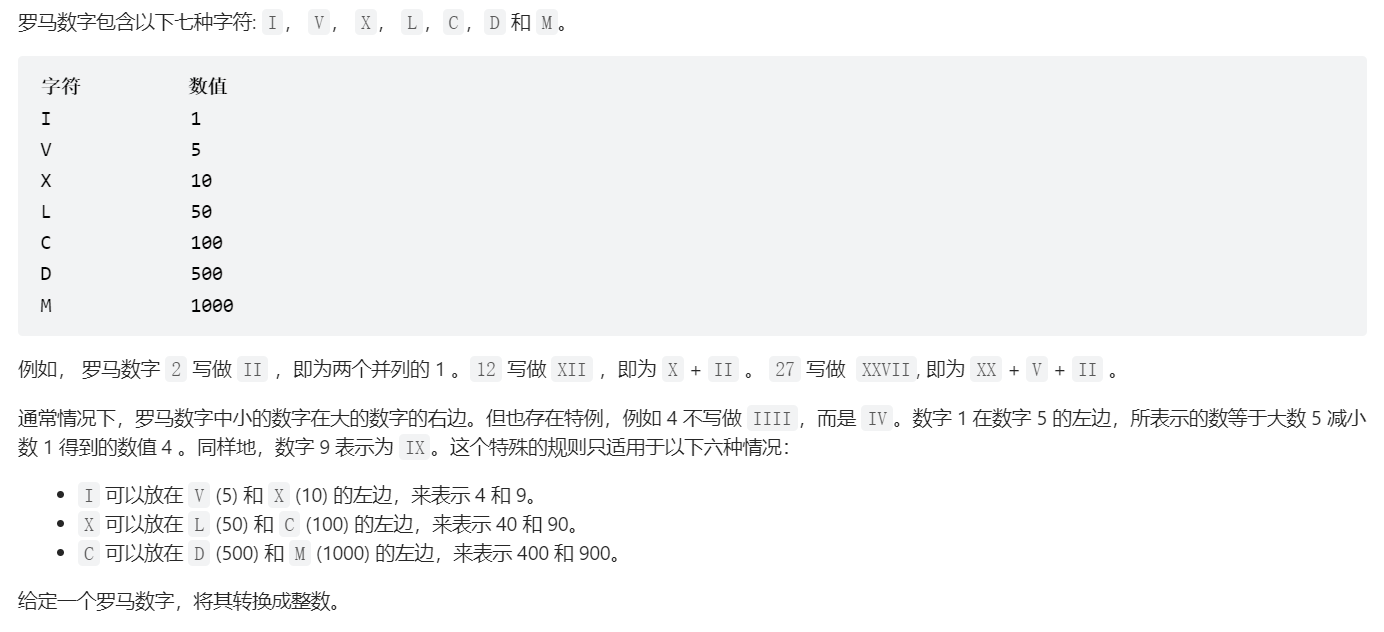 罗马数字包含以下七种字符: I， V， X， L，C，D 和 M。
字符 数值
I 1
V 5
X 10
L 50
C 100
D 500
M 1000
例如， 罗马数字 2 写做 II ，即为两个并列的 1 。12 写做 XII ，即为 X + II 。 27 写做  XXVII, 即为 XX + V + II 。
通常情况下，罗马数字中小的数字在大的数字的右边。但也存在特例，例如 4 不写做 IIII，而是 IV。数字 1 在数字 5 的左边，所表示的数等于大数 5 减小
数 1 得到的数值 4 。同样地，数字 9 表示为 IX。这个特殊的规则只适用于以下六种情况：
• I 可以放在 V (5) 和 X (10) 的左边，来表示 4 和 9。
• X 可以放在 L (50) 和 C (100) 的左边，来表示 40 和 90。
• C 可以放在 D (500) 和 M (1000) 的左边，来表示 400 和 900。
给定一个罗马数字，将其转换成整数。